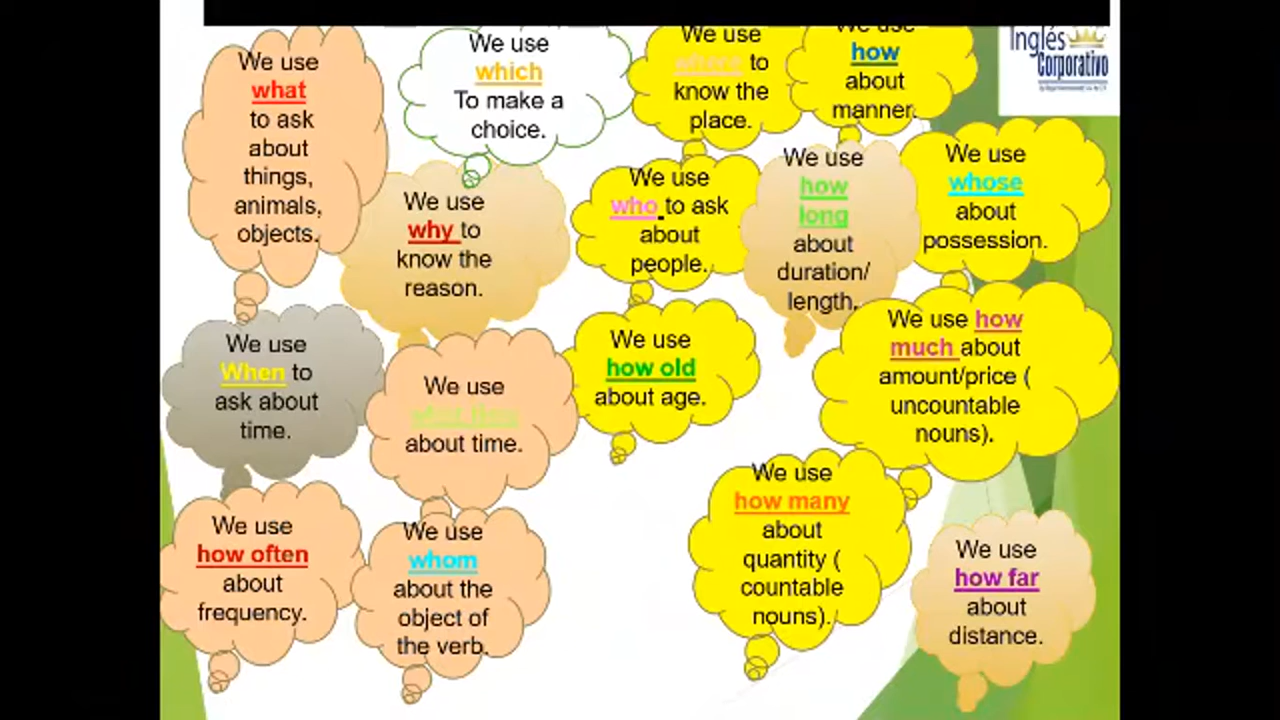 We use
what
to ask
about
things,
animals,
objects.
We use
which
To make a
choice.
We use
where to
know the
place.
We use
how
about
manner.
Inglés
Corporativo
We use
why to
know the
reason.
We use
who to ask
about
people.
We use
how
long
about
duration/
length.
We use
whose
about
possession.
We use
When to
ask about
time.
We use
what time
about time.
We use
how old
about age.
We use how
much about
amount/price (
uncountable
nouns).
We use
how often
about
frequency.
We use
whom
about the
object of
the verb.
We use
how many
about
quantity (
countable
nouns).
We use
how far
about
distance.